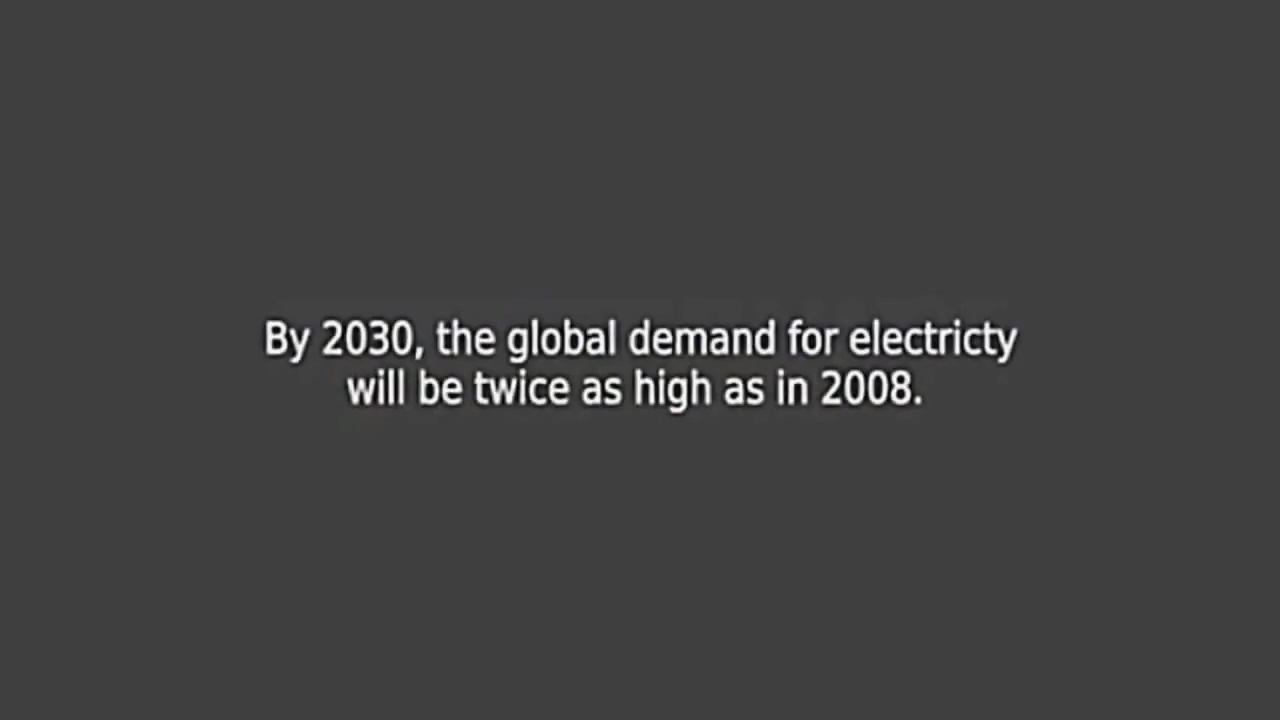 By 2030, the global demand for electricty
will be twice as high as in 2008.